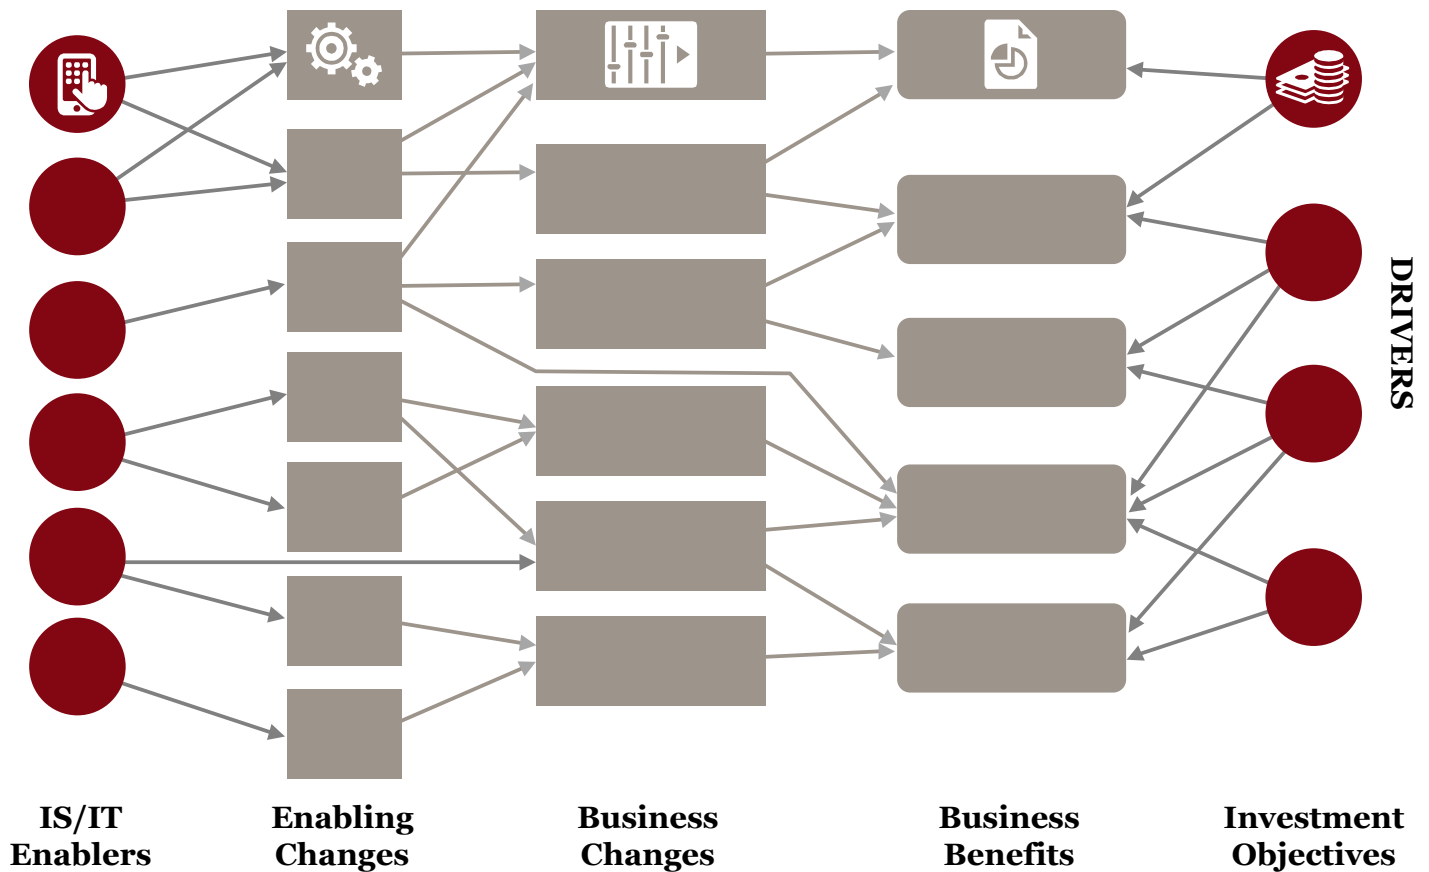 DRIVERS
IS/IT
Enablers
Enabling
Changes
Business
Changes
Business
Benefits
Investment
Objectives